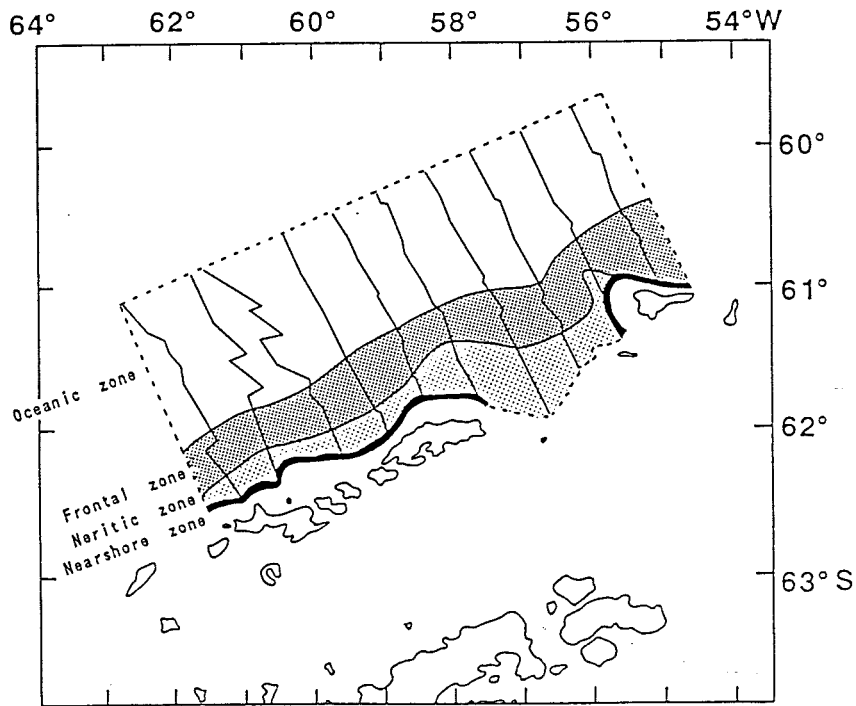 64° 62° 60° 58° 56° 54°W
60°
61°
62°
63°S
Oceanic zone
Frontal zone
Neritic zone
Nearshore zone